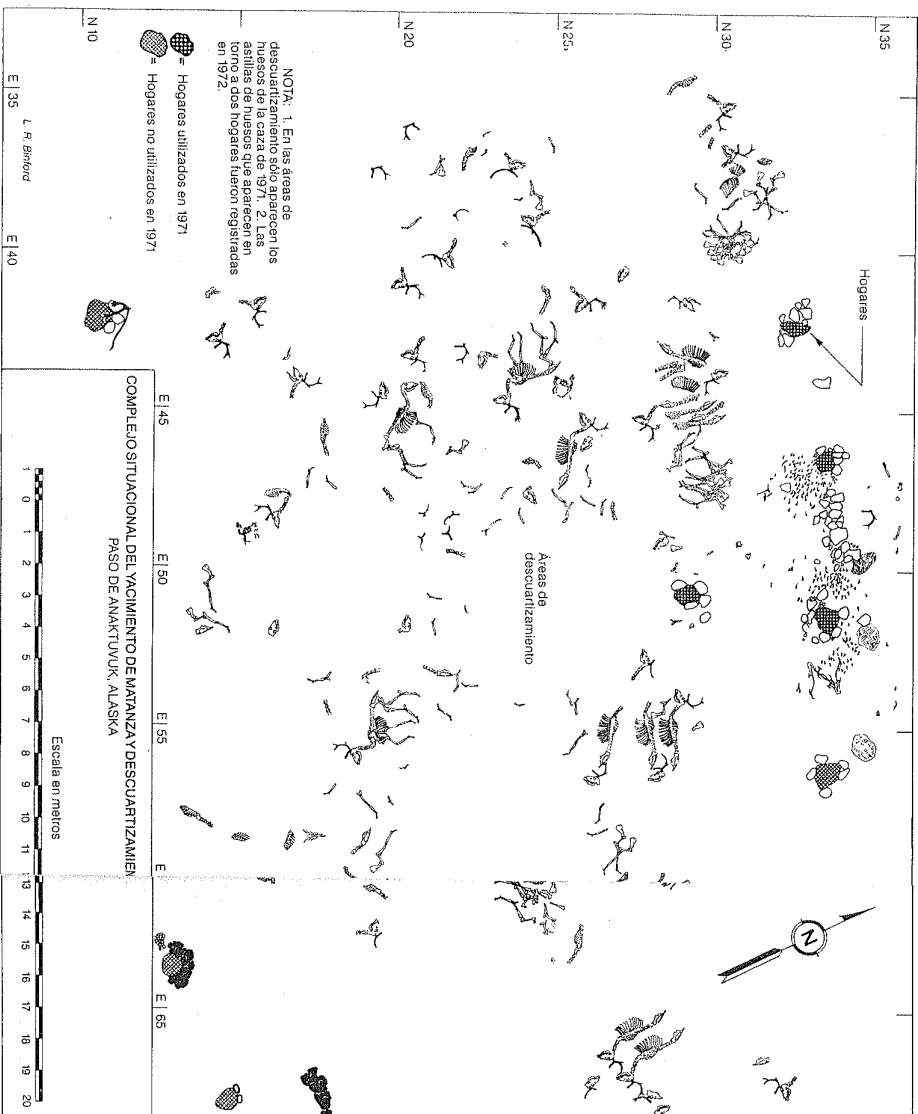 N 35
N 30
N 25
N 20
N 10
Hogares
Áreas de
descuartizamiento
NOTA: 1. En las áreas de
descuartizamiento sólo aparecen los
huesos de la caza de 1971. 2. Las
astillas de huesos que aparecen en
torno a dos hogares fueron registradas
en 1972.
= Hogares utilizados en 1971
= Hogares no utilizados en 1971
E 35
E 40
E 45
E 50
E 55
E
E 65
L. R. Binford
COMPLEJO SITUACIONAL DEL YACIMIENTO DE MATANZA Y DESCUARTIZAMIEN
PASO DE ANAKTUVUK, ALASKA
1 0 1 2 3 4 5 6 7 8 9 10 11 13 14 15 16 17 18 19 20
Escala en metros
N